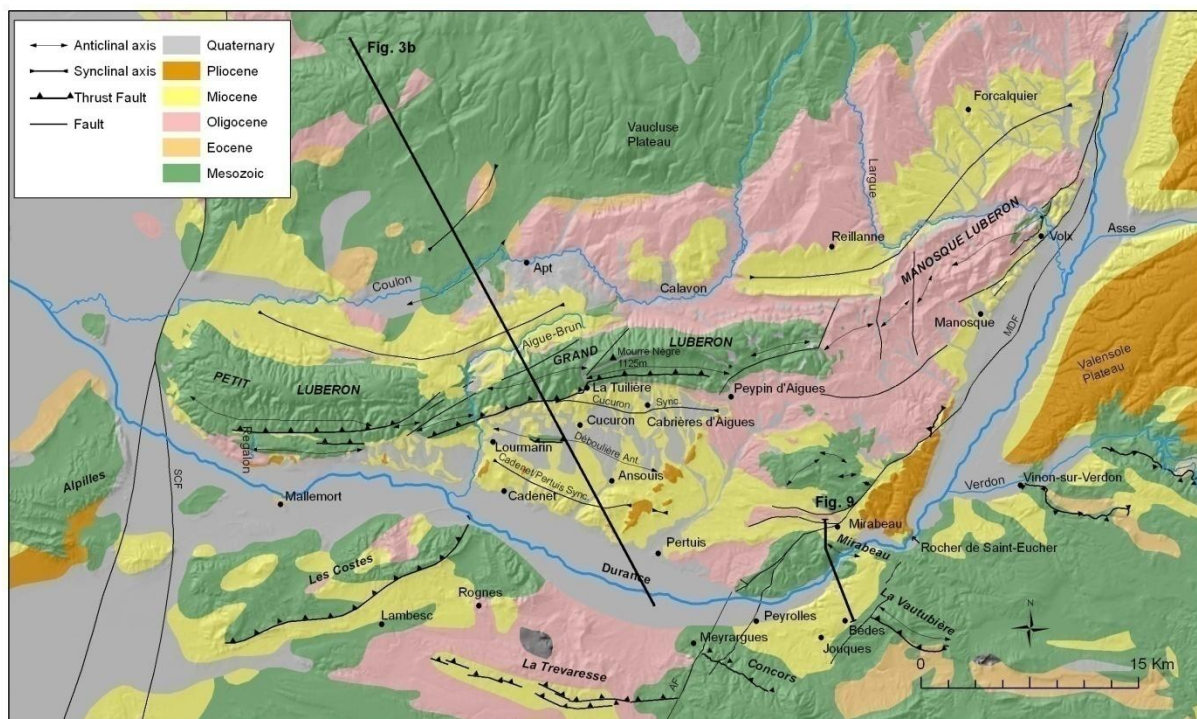 Anticlinal axis
Synclinal axis
Thrust Fault
Fault
Quaternary
Pliocene
Miocene
Oligocene
Eocene
Mesozoic
Fig. 3b
Vaucluse
Plateau
Forcalquier
Largue
Reillanne
MANOSQUE LUBERON
Volx
Asse
Apt
Coulon
Calavon
Manosque
MDF
Valensole
Plateau
Aigue-Brun
GRAND
LUBERON
Mourre Nègre
1125m
PETIT
LUBERON
La Tuilière
Peypin d'Aigues
Cucuron
Sync
Cabrières d'Aigues
Cucuron
Lourmarin
Déboulière Ant.
Ansouis
Cadenet/Pertuis Sync.
Cadenet
Regalon
Alpilles
SCF
Mallemort
Fig. 9
Mirabeau
Mirabeau
Verdon
Vinon-sur-Verdon
Rocher de Saint-Eucher
Pertuis
Durance
Les Costes
Rognes
Lambesc
La Trevaresse
Meyrargues
AF
Concors
Peyrolles
Bèdes
Jouques
La Vautubière
N
0
15 Km